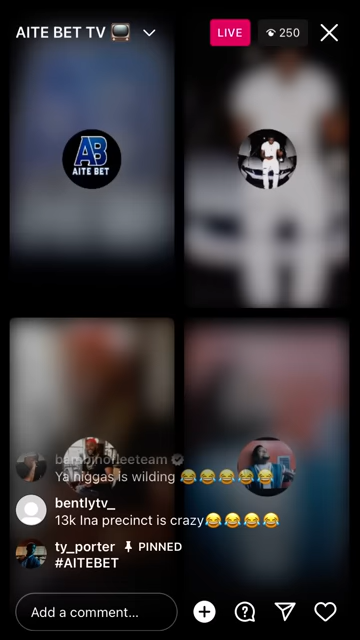 AITE BET TV 📺
LIVE
250
AB
AITE BET
bambinofleeteam
Ya niggas is wilding 😂😂😂😂😂
bentlytv_
13k Ina precinct is crazy😂😂😂😂
ty_porter PINNED
#AITEBET
Add a comment...